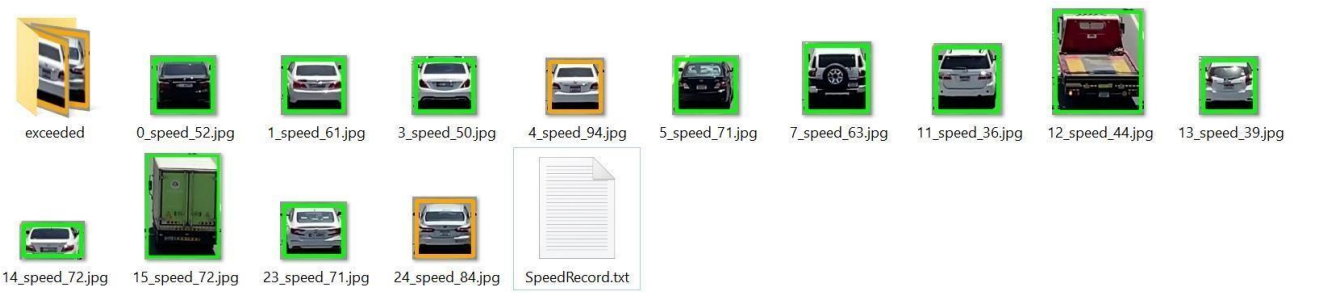 exceeded 0_speed_52.jpg 1_speed_61.jpg 3_speed_50.jpg 4_speed_94.jpg 5_speed_71.jpg 7_speed_63.jpg 11_speed_36.jpg 12_speed_44.jpg 13_speed_39.jpg
14_speed_72.jpg 15_speed_72.jpg 23_speed_71.jpg 24_speed_84.jpg SpeedRecord.txt